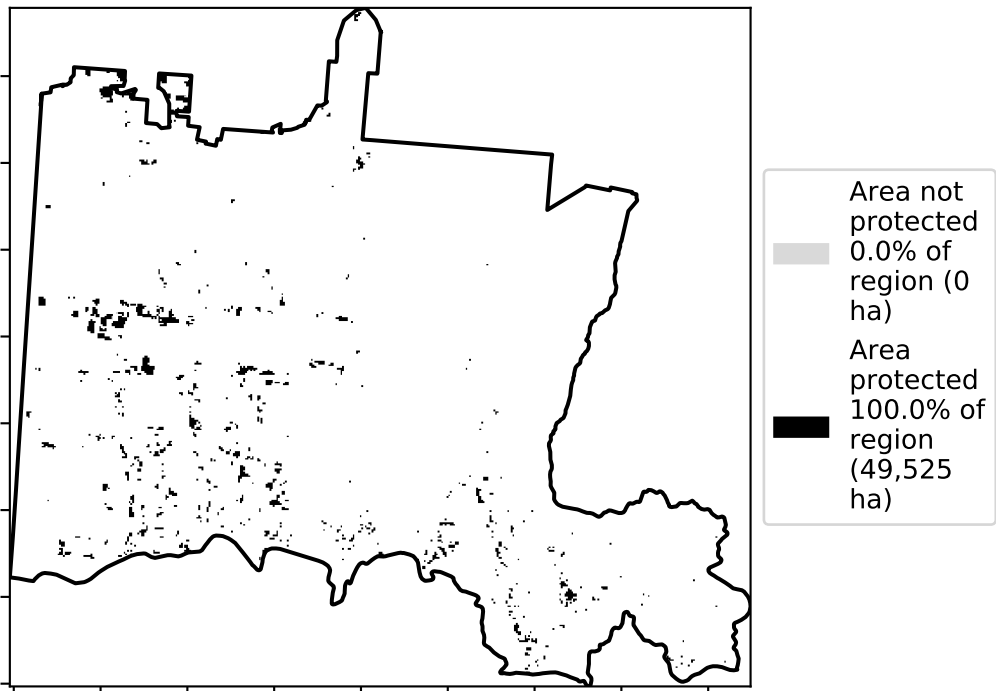 Area not
protected
0.0% of
region (0
ha)
Area
protected
100.0% of
region
(49,525
ha)